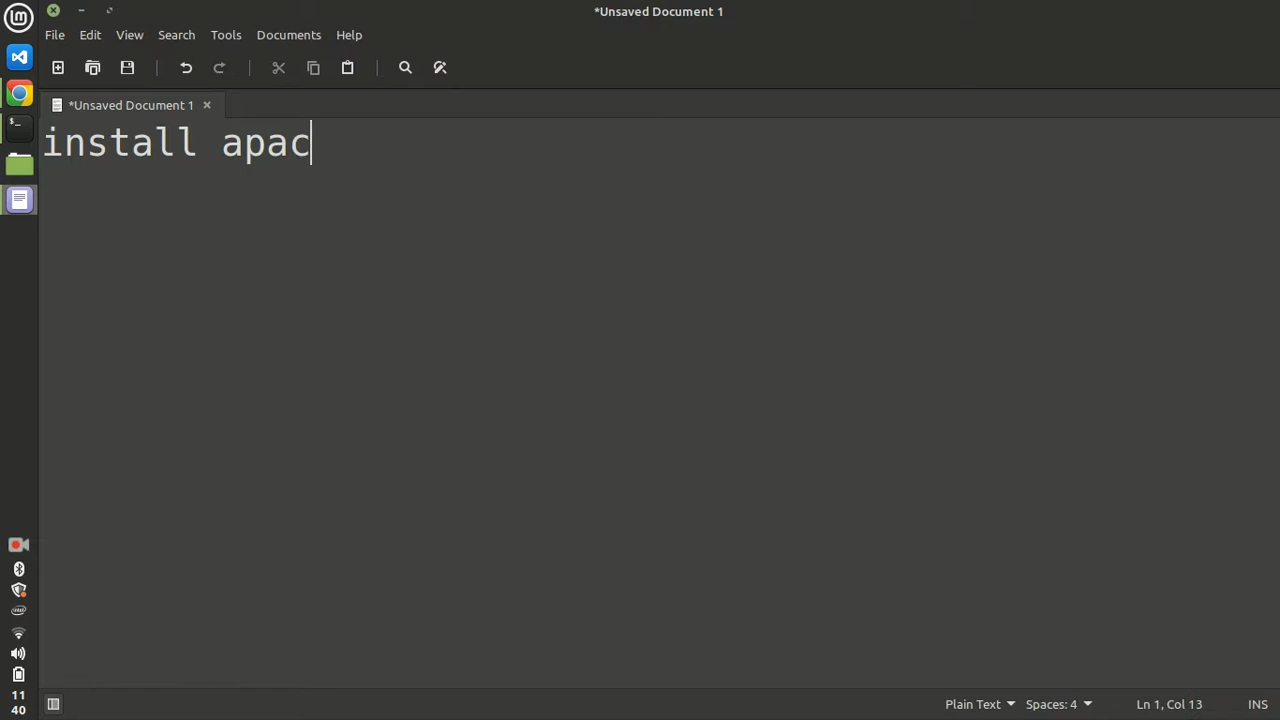 *Unsaved Document 1
File Edit View Search Tools Documents Help
*Unsaved Document 1
install apac
Plain Text Spaces: 4 Ln 1, Col 13 INS
11
40